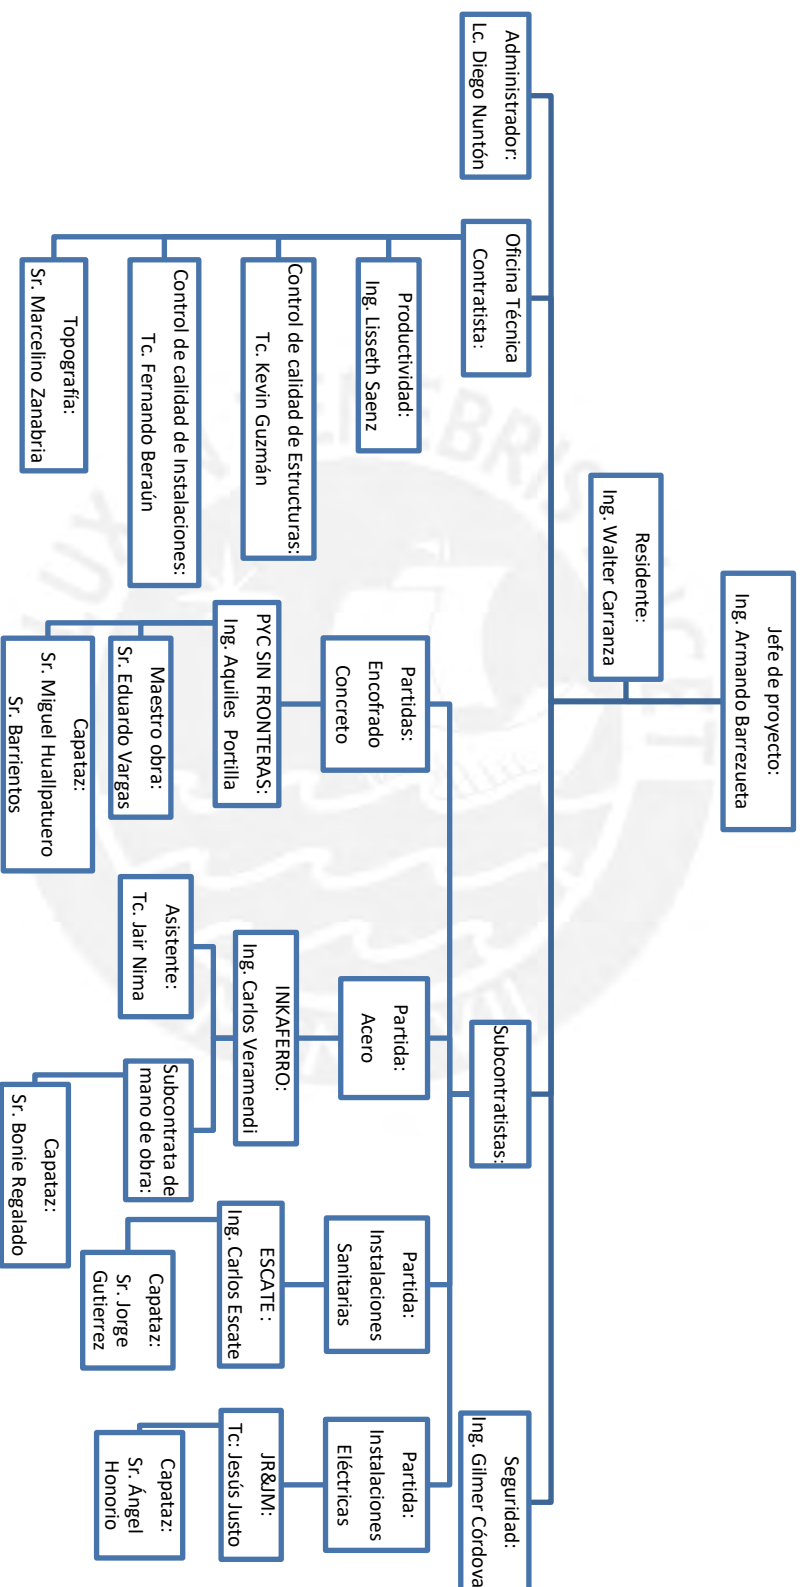 Jefe de proyecto:
Ing. Armando Barrezueta
Residente:
Ing. Walter Carranza
Administrador:
Lc. Diego Nuntón
Oficina Técnica
Contratista:
Productividad:
Ing. Lisseth Saenz
Control de calidad de Estructuras:
Tc. Kevin Guzmán
Control de calidad de Instalaciones:
Tc. Fernando Beraún
Topografía:
Sr. Marcelino Zanabria
Subcontratistas:
Partidas:
Encofrado
Concreto
PYC SIN FRONTERAS:
Ing. Aquiles Portilla
Maestro obra:
Sr. Eduardo Vargas
Capataz:
Sr. Miguel Huallpatuero
Sr. Barrientos
Partida:
Acero
INKAFERRO:
Ing. Carlos Veramendi
Asistente:
Tc. Jair Nima
Subcontrata de
mano de obra:
Capataz:
Sr. Bonie Regalado
Partida:
Instalaciones
Sanitarias
ESCATE :
Ing. Carlos Escate
Capataz:
Sr. Jorge
Gutierrez
Partida:
Instalaciones
Eléctricas
JR&JM:
Tc: Jesús Justo
Capataz:
Sr. Ángel
Honorio
Seguridad:
Ing. Gilmer Córdova